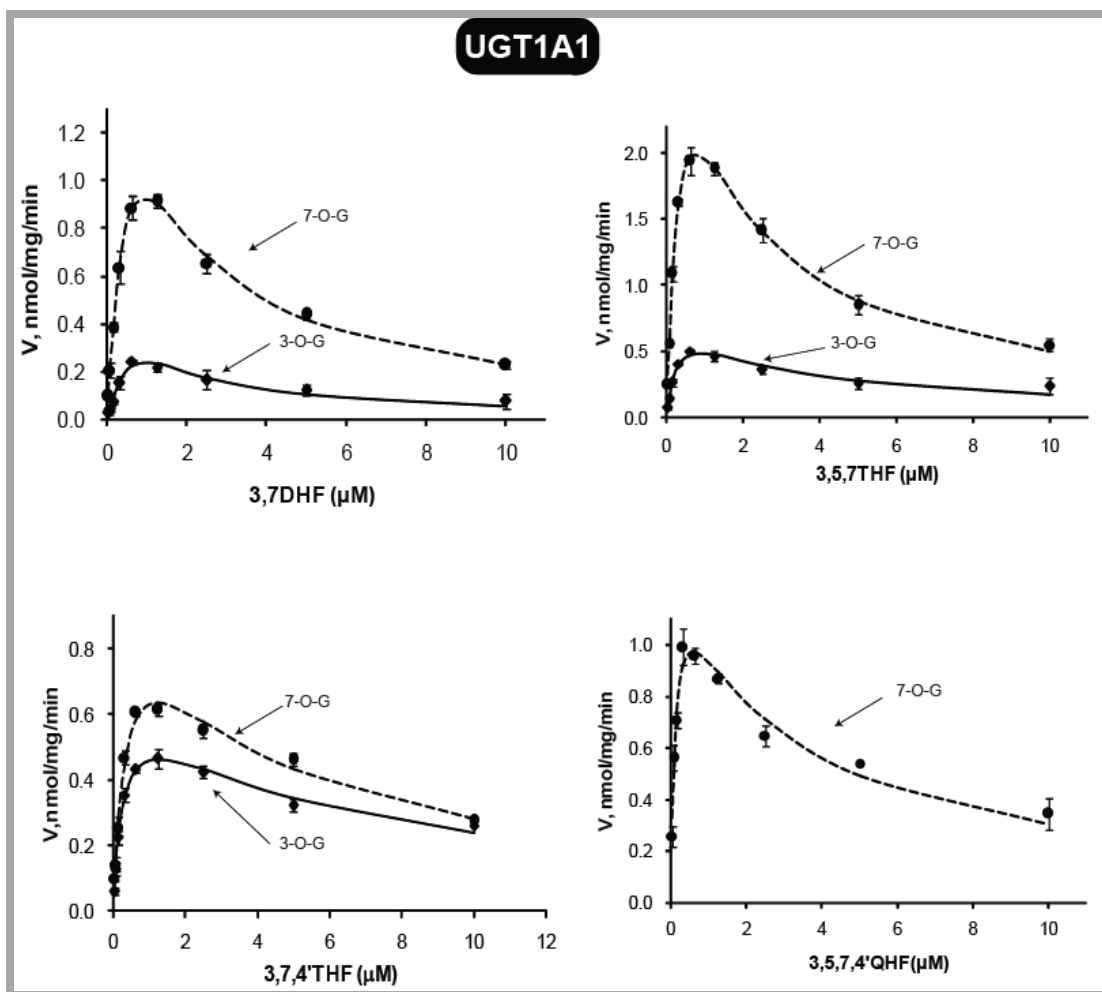 UGT1A1
V, nmol/mg/min
1.2
1.0
0.8
0.6
0.4
0.2
0.0
7-O-G
3-O-G
0 2 4 6 8 10
3,7DHF (µM)
V, nmol/mg/min
2.0
1.5
1.0
0.5
0.0
7-O-G
3-O-G
0 2 4 6 8 10
3,5,7THF (µM)
V,nmol/mg/min
0.8
0.6
0.4
0.2
0.0
7-O-G
3-O-G
0 2 4 6 8 10 12
3,7,4'THF (µM)
V, nmol/mg/min
1.0
0.8
0.6
0.4
0.2
0.0
7-O-G
0 2 4 6 8 10
3,5,7,4'QHF(µM)